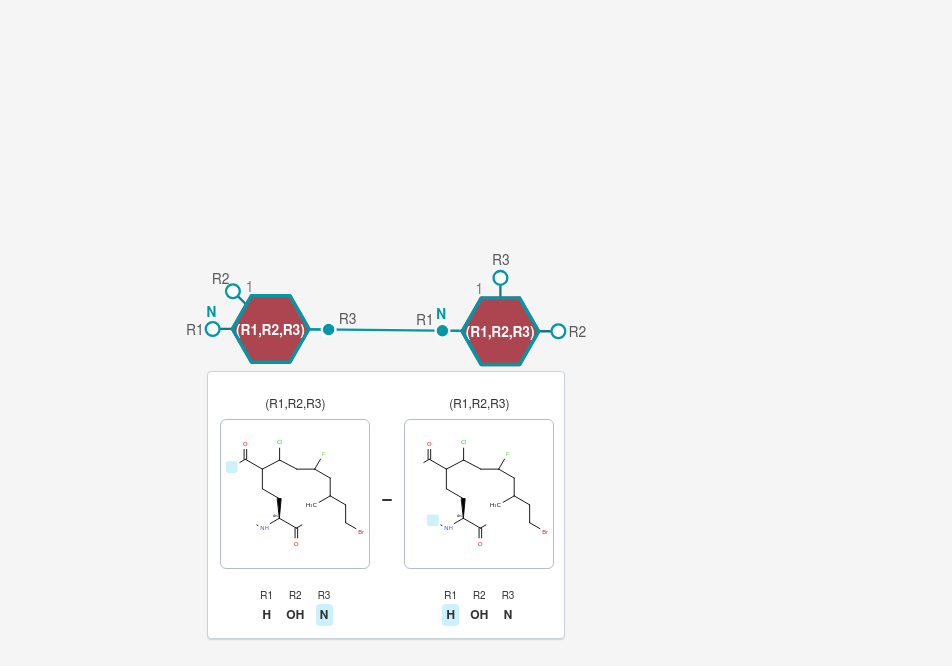 R3
R2 1
1
N
N
R3
R1
R1
(R1,R2,R3)
(R1,R2,R3)
R2
(R1,R2,R3) (R1,R2,R3)
O Cl F
O Cl F
H₃C
H₃C
NH
NH
Br
Br
O
O
–
R1 R2 R3 R1 R2 R3
H OH N H OH N